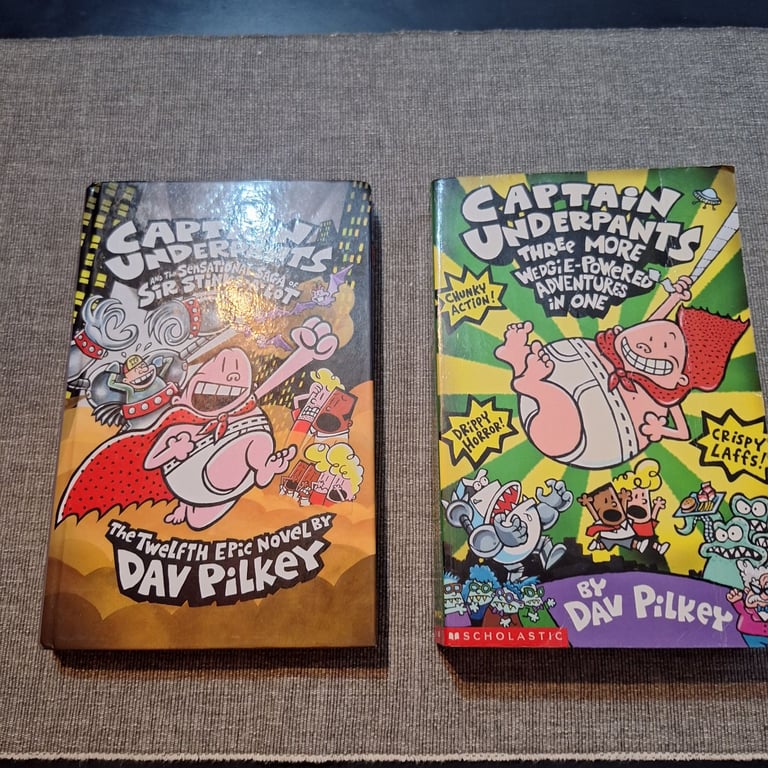 CAPTAIN
UNDERPANTS
AND THE SENSATIONAL SAGA OF
SIR
THE TWELFTH EPIC NOVEL BY
DAV PILKEY
CAPTAIN
UNDERPANTS
THREE MORE
WEDGIE-POWERED
ADVENTURES
IN ONE
CHUNKY
ACTION!
DRIPPY
HORROR!
CRISPY
LAFFS!
BY
DAV PILKEY
SCHOLASTIC